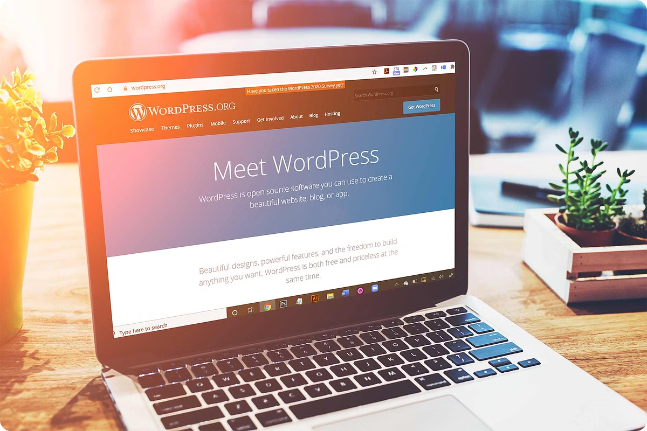 wordpress.org
WORDPRESS.ORG
Search WordPress.org
Showcase Themes Plugins Mobile Support Get Involved About Blog Hosting
Get WordPress
Meet WordPress
WordPress is open source software you can use to create a
beautiful website, blog, or app.
Beautiful designs, powerful features, and the freedom to build
anything you want. WordPress is both free and priceless at the
same time.
Type here to search